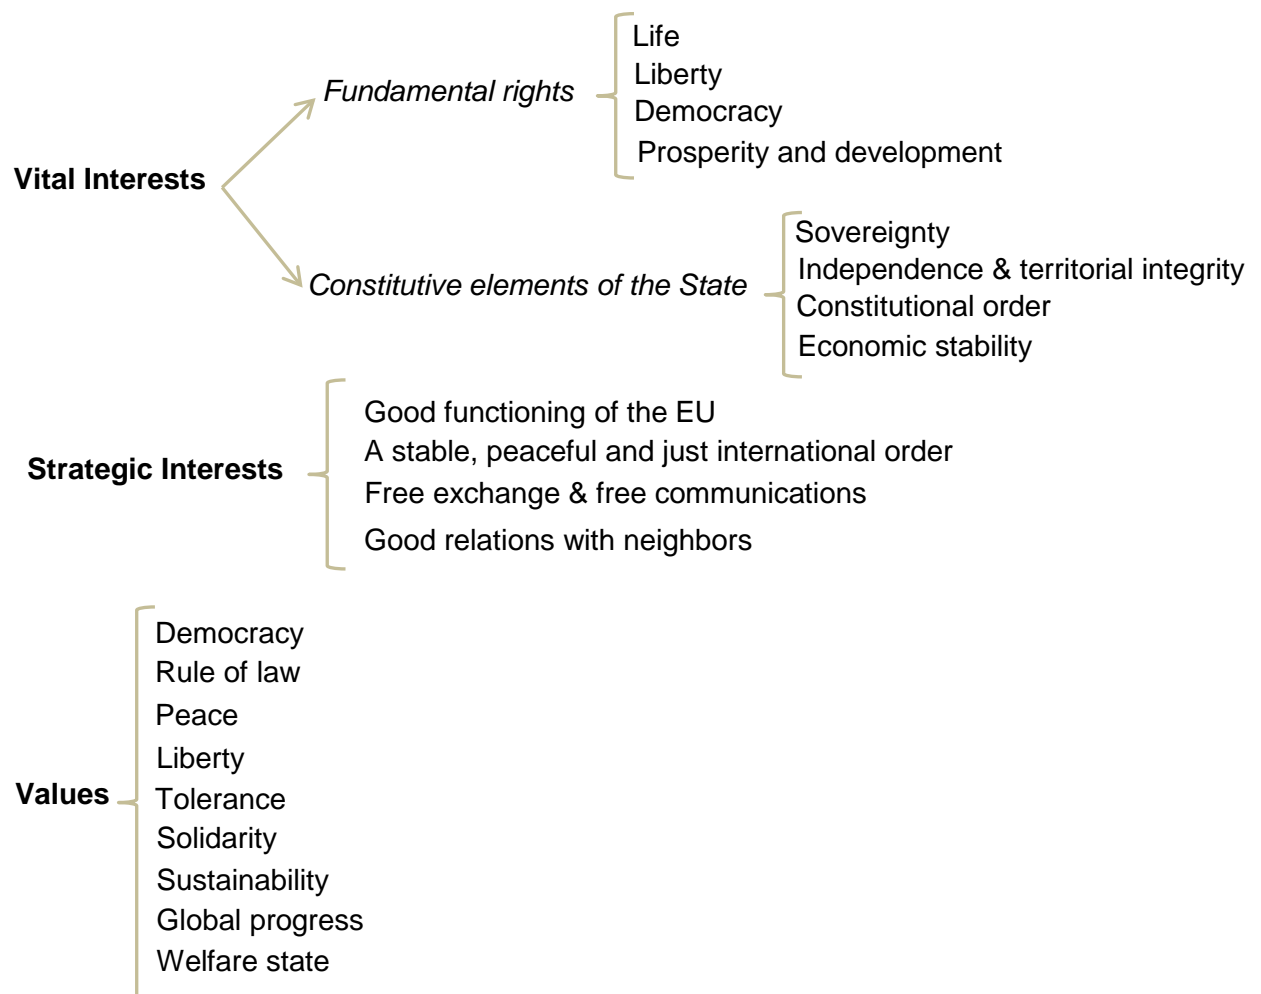 Vital Interests
Fundamental rights
Life
Liberty
Democracy
Prosperity and development
Constitutive elements of the State
Sovereignty
Independence & territorial integrity
Constitutional order
Economic stability
Strategic Interests
Good functioning of the EU
A stable, peaceful and just international order
Free exchange & free communications
Good relations with neighbors
Values
Democracy
Rule of law
Peace
Liberty
Tolerance
Solidarity
Sustainability
Global progress
Welfare state